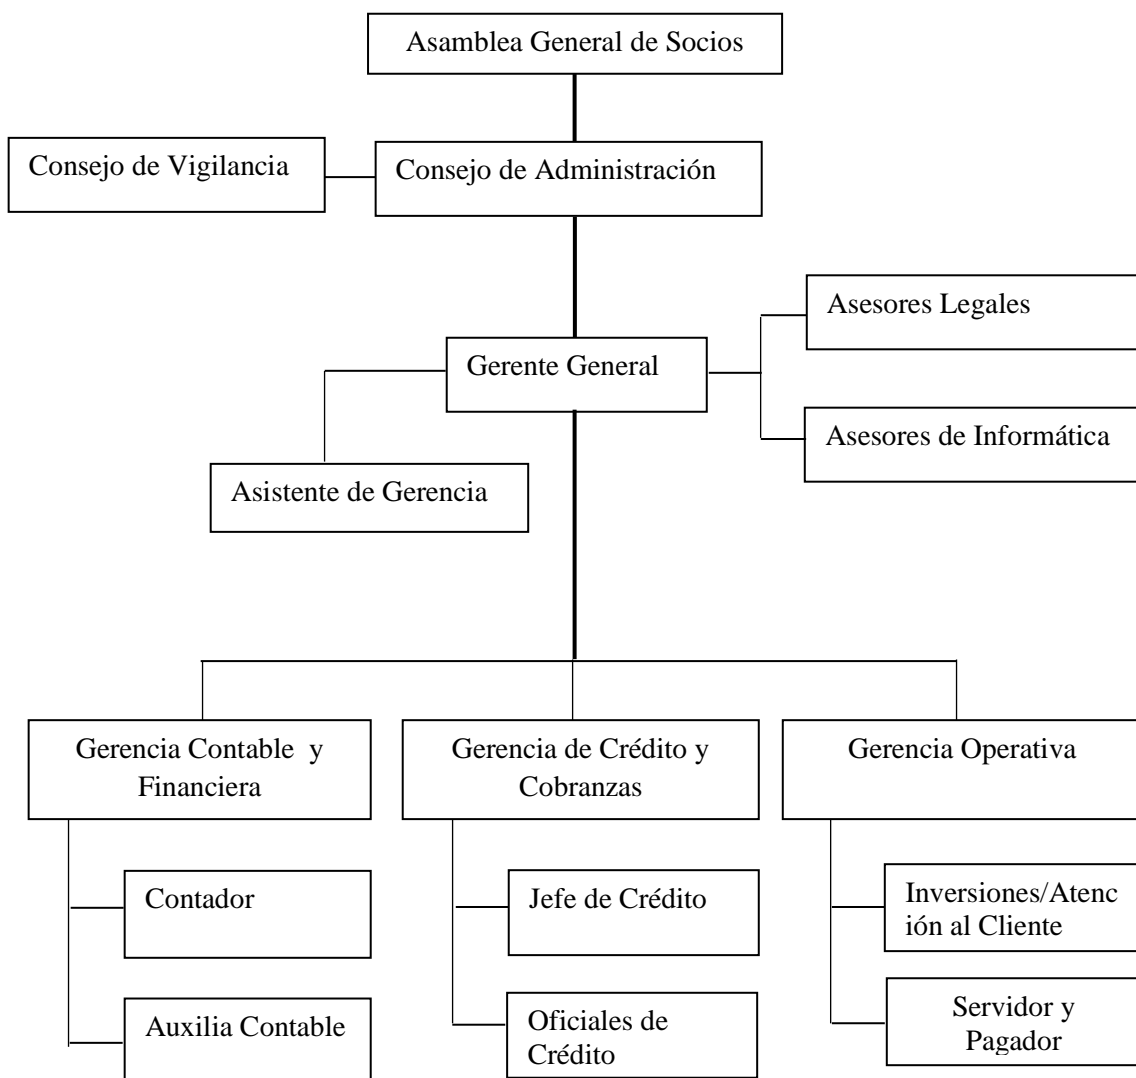 Asamblea General de Socios
Consejo de Vigilancia
Consejo de Administración
Asesores Legales
Gerente General
Asesores de Informática
Asistente de Gerencia
Gerencia Contable y
Financiera
Gerencia de Crédito y
Cobranzas
Gerencia Operativa
Contador
Jefe de Crédito
Inversiones/Atenc
ión al Cliente
Auxilia Contable
Oficiales de
Crédito
Servidor y
Pagador